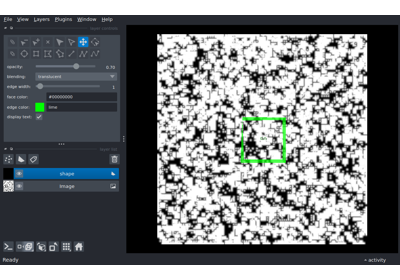 File View Layers Plugins Window Help
opacity: 0.70
blending: translucent
edge width: 1
face color: #00000000
edge color: lime
display text:
shape
Image
Ready activity